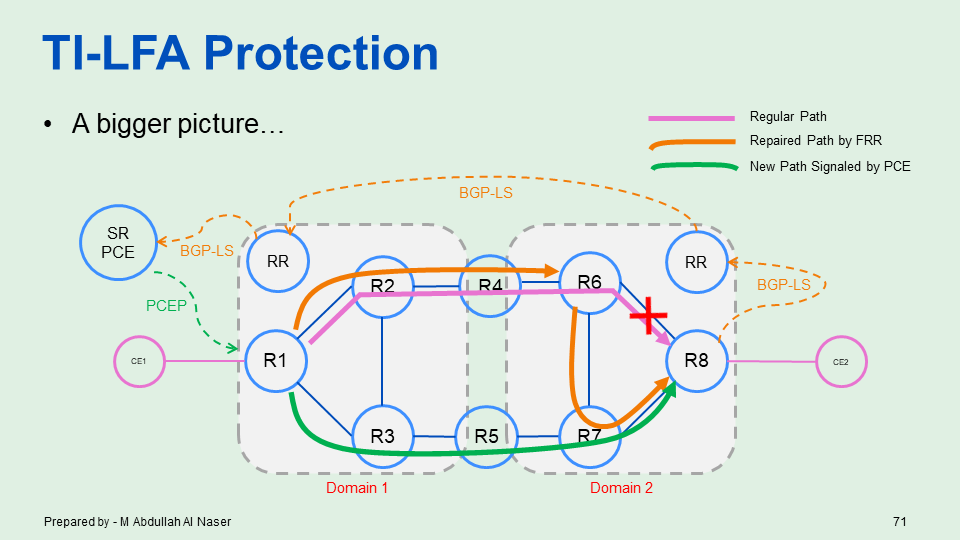 TI-LFA Protection
• A bigger picture…
Regular Path
Repaired Path by FRR
New Path Signaled by PCE
BGP-LS
SR
PCE
BGP-LS
RR
RR
BGP-LS
R2
R4
R6
PCEP
CE1
R1
R8
CE2
R3
R5
R7
Domain 1
Domain 2
Prepared by - M Abdullah Al Naser
71